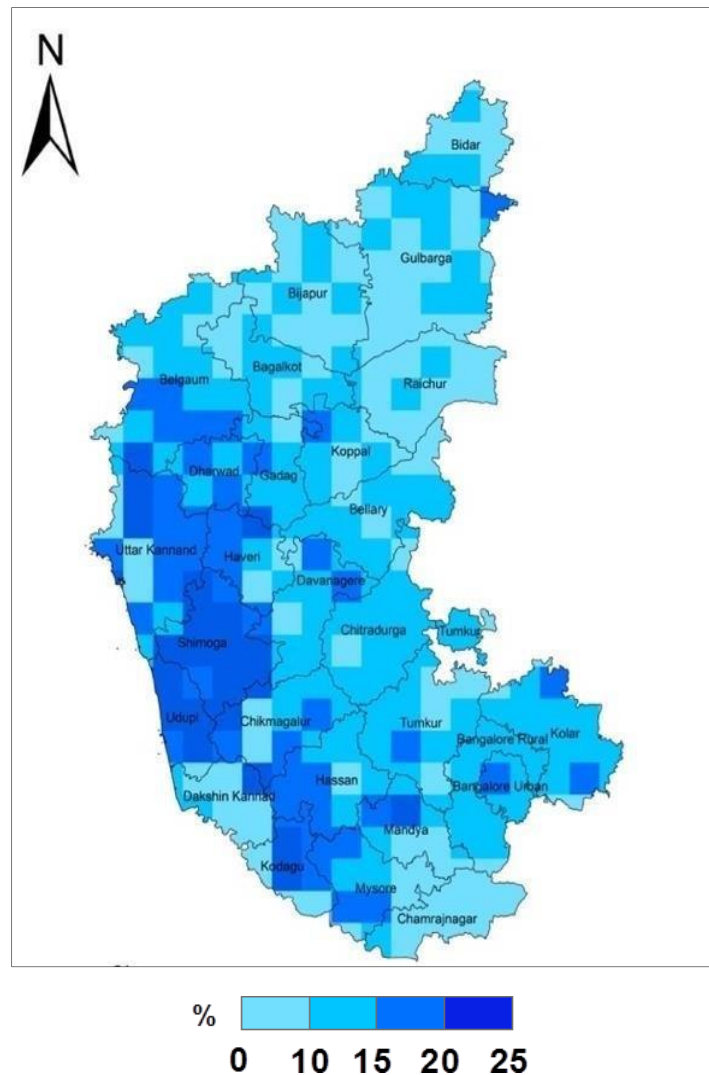 N
Bidar
Gulbarga
Bijapur
Bagalkot
Belgaum
Raichur
Koppal
Dharwad
Gadag
Bellary
Uttar Kannand
Haveri
Davanagere
Chitradurga
Tumkur
Shimoga
Udupi
Chikmagalur
Tumkur
Bangalore Rural
Kolar
Hassan
Bangalore Urban
Dakshin Kannad
Mandya
Kodagu
Mysore
Chamrajnagar
%
0 10 15 20 25